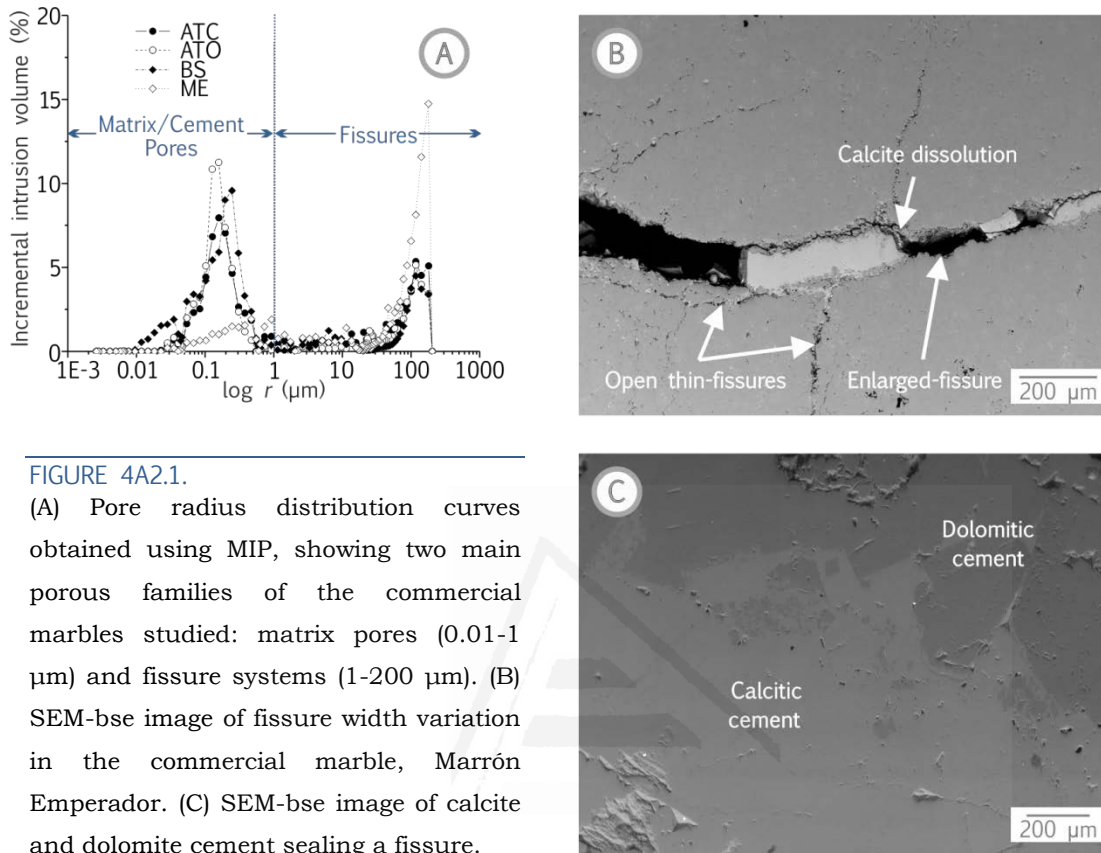 20
15
10
5
0
Incremental intrusion volume (%)
ATC
ATO
BS
ME
A
Matrix/Cement
Pores
Fissures
1E-3 0.01 0.1 1 10 100 1000
log r (µm)
B
Calcite dissolution
Open thin-fissures
Enlarged-fissure
200 µm
FIGURE 4A2.1.
(A) Pore radius distribution curves
obtained using MIP, showing two main
porous families of the commercial
marbles studied: matrix pores (0.01-1
µm) and fissure systems (1-200 µm). (B)
SEM-bse image of fissure width variation
in the commercial marble, Marrón
Emperador. (C) SEM-bse image of calcite
and dolomite cement sealing a fissure.
C
Dolomitic
cement
Calcitic
cement
200 µm